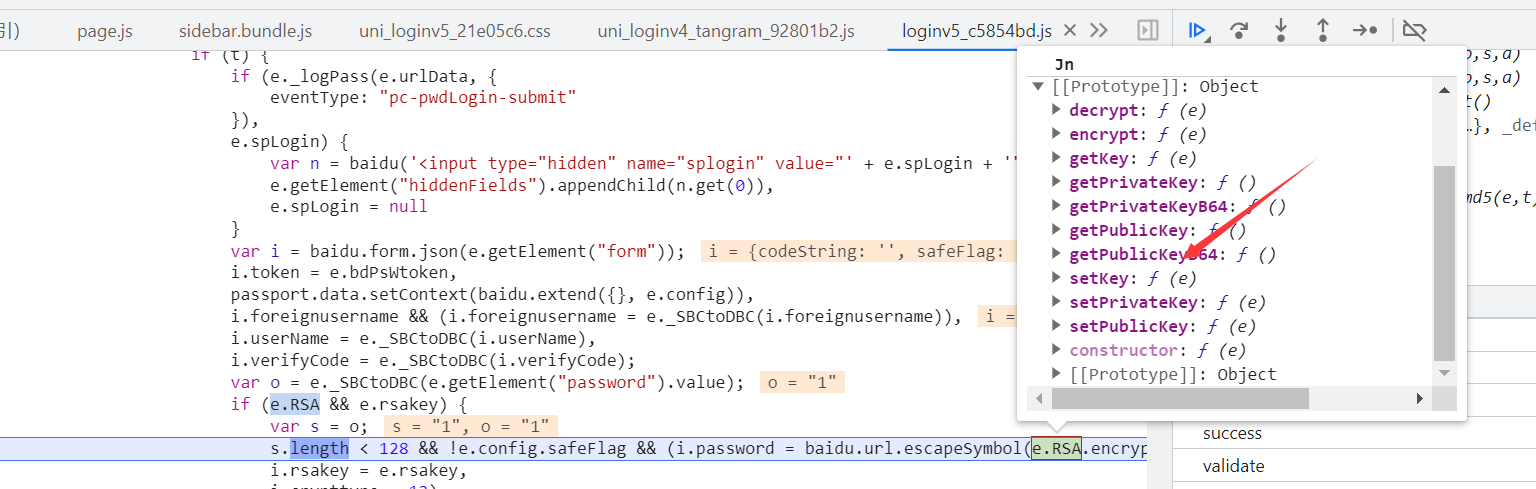 page.js
sidebar.bundle.js
uni_loginv5_21e05c6.css
uni_loginv4_tangram_92801b2.js
loginv5_c5854bd.js
if (t) {
if (e._logPass(e.urlData, {
eventType: "pc-pwdLogin-submit"
}),
e.spLogin) {
var n = baidu('<input type="hidden" name="splogin" value="' + e.spLogin + '"
e.getElement("hiddenFields").appendChild(n.get(0)),
e.spLogin = null
}
var i = baidu.form.json(e.getElement("form")); i = {codeString: '', safeFlag:
i.token = e.bdPsWtoken,
passport.data.setContext(baidu.extend({}, e.config)),
i.foreignusername && (i.foreignusername = e._SBCtoDBC(i.foreignusername)), i =
i.userName = e._SBCtoDBC(i.userName),
i.verifyCode = e._SBCtoDBC(i.verifyCode);
var o = e._SBCtoDBC(e.getElement("password").value); o = "1"
if (e.RSA && e.rsakey) {
var s = o; s = "1", o = "1"
s.length < 128 && !e.config.safeFlag && (i.password = baidu.url.escapeSymbol(e.RSA.encryp
i.rsakey = e.rsakey,
Jn
[[Prototype]]: Object
decrypt: ƒ (e)
encrypt: ƒ (e)
getKey: ƒ (e)
getPrivateKey: ƒ ()
getPrivateKeyB64: ƒ ()
getPublicKey: ƒ ()
getPublicKeyB64: ƒ ()
setKey: ƒ (e)
setPrivateKey: ƒ (e)
setPublicKey: ƒ (e)
constructor: ƒ (e)
[[Prototype]]: Object
o,s,a)
o,s,a)
t()
…}, _def
md5(e,t)
success
validate